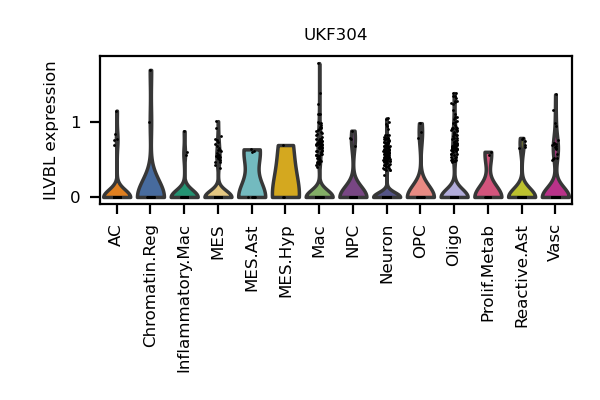 UKF304
ILVBL expression
1
0
AC
Chromatin.Reg
Inflammatory.Mac
MES
MES.Ast
MES.Hyp
Mac
NPC
Neuron
OPC
Oligo
Prolif.Metab
Reactive.Ast
Vasc